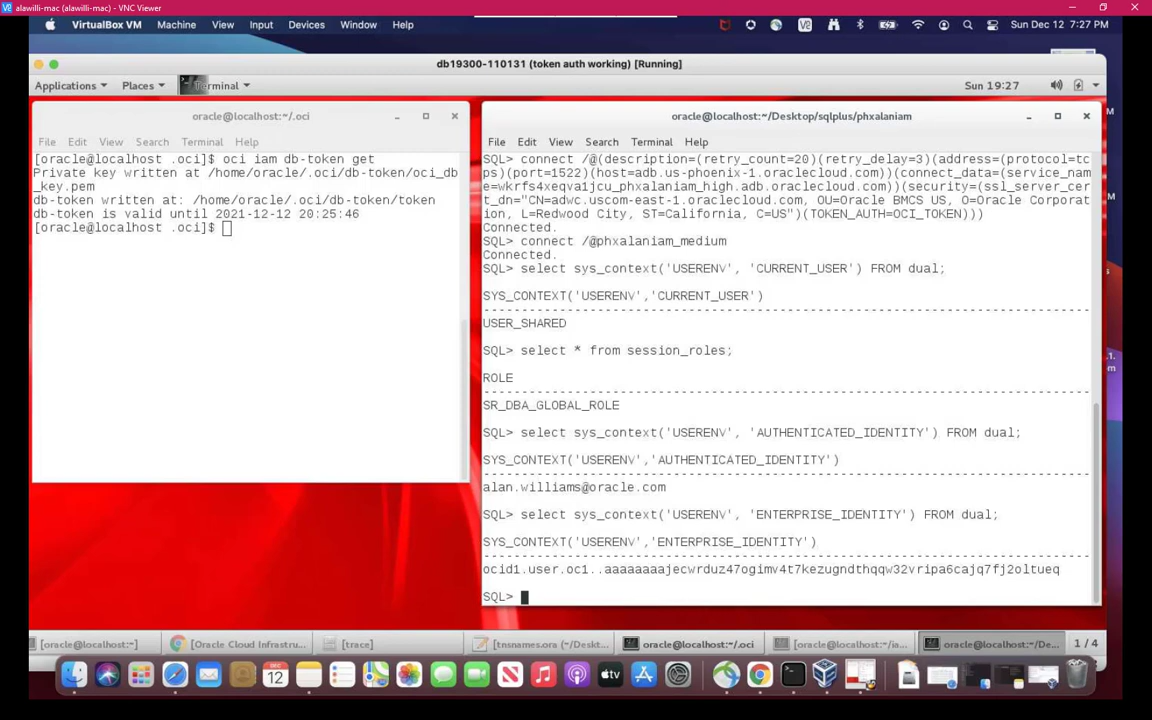 alawilli-mac (alawilli-mac) - VNC Viewer
VirtualBox VM Machine View Input Devices Window Help
Sun Dec 12 7:27 PM
db19300-110131 (token auth working) [Running]
Applications Places Terminal
Sun 19:27
oracle@localhost:~/.oci
File Edit View Search Terminal Help
[oracle@localhost .oci]$ oci iam db-token get
Private key written at /home/oracle/.oci/db-token/oci_db
_key.pem
db-token written at: /home/oracle/.oci/db-token/token
db-token is valid until 2021-12-12 20:25:46
[oracle@localhost .oci]$
oracle@localhost:~/Desktop/sqlplus/phxalaniam
File Edit View Search Terminal Help
SQL> connect /@(description=(retry_count=20)(retry_delay=3)(address=(protocol=tc
ps)(port=1522)(host=adb.us-phoenix-1.oraclecloud.com))(connect_data=(service_nam
e=wkrfs4xeqva1jcu_phxalaniam_high.adb.oraclecloud.com))(security=(ssl_server_cer
t_dn="CN=adwc.uscom-east-1.oraclecloud.com, OU=Oracle BMCS US, O=Oracle Corporat
ion, L=Redwood City, ST=California, C=US")(TOKEN_AUTH=OCI_TOKEN)))
Connected.
SQL> connect /@phxalaniam_medium
Connected.
SQL> select sys_context('USERENV', 'CURRENT_USER') FROM dual;
SYS_CONTEXT('USERENV','CURRENT_USER')
--------------------------------------------------------------------------------
USER_SHARED
SQL> select * from session_roles;
ROLE
--------------------------------------------------------------------------------
SR_DBA_GLOBAL_ROLE
SQL> select sys_context('USERENV', 'AUTHENTICATED_IDENTITY') FROM dual;
SYS_CONTEXT('USERENV','AUTHENTICATED_IDENTITY')
--------------------------------------------------------------------------------
alan.williams@oracle.com
SQL> select sys_context('USERENV', 'ENTERPRISE_IDENTITY') FROM dual;
SYS_CONTEXT('USERENV','ENTERPRISE_IDENTITY')
--------------------------------------------------------------------------------
ocid1.user.oc1..aaaaaaaajecwrduz47ogimv4t7kezugndthqqw32vripa6cajq7fj2oltueq
SQL>
oracle@localhost:~]
[Oracle Cloud Infrastru...
[trace]
[tnsnames.ora (~/Deskt...
oracle@localhost:~/.oci
[oracle@localhost:~/ia...
oracle@localhost:~/De...
1 / 4
DEC
12
tv